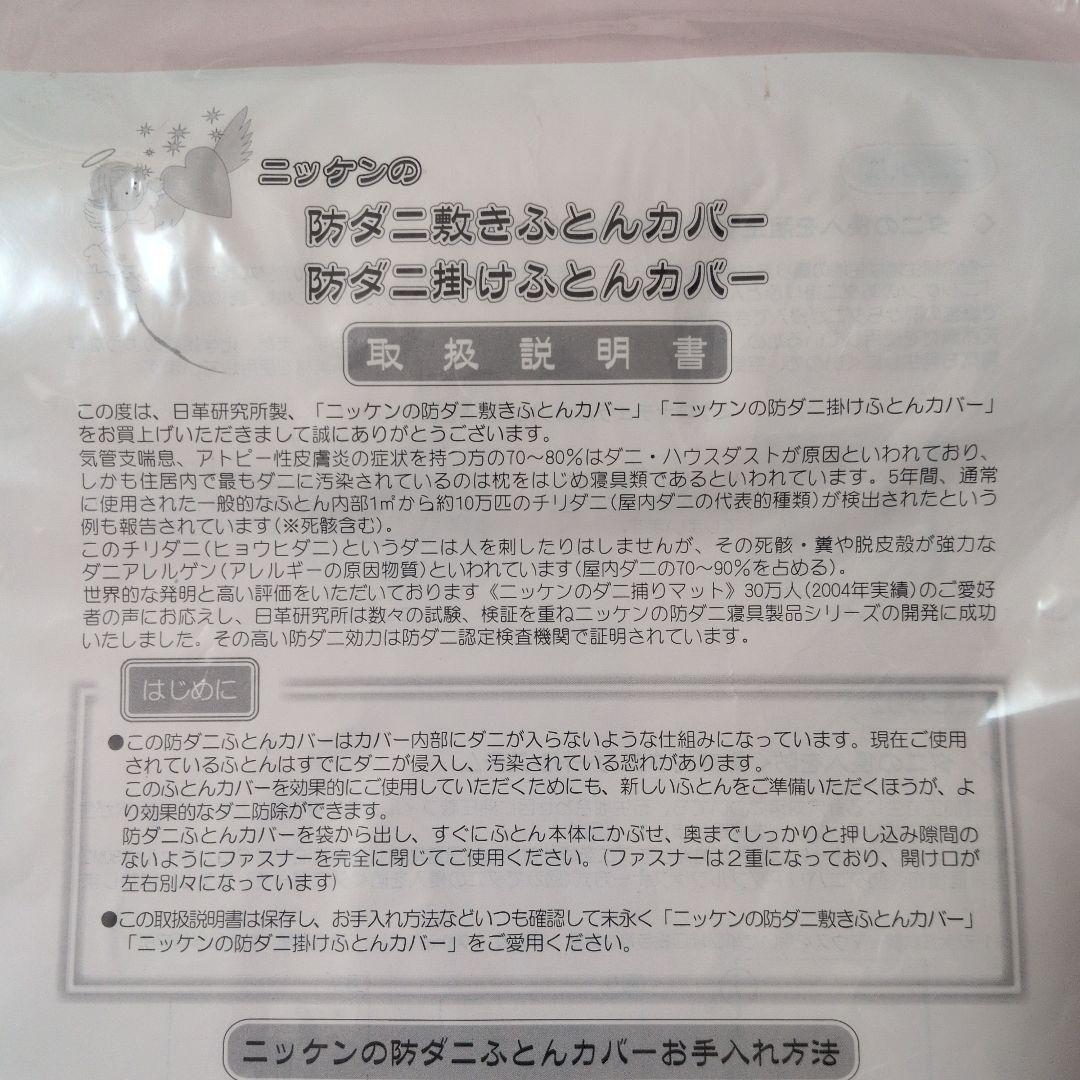 ニッケンの
防ダニ敷きふとんカバー
防ダニ掛けふとんカバー
取扱説明書
この度は、日革研究所製、「ニッケンの防ダニ敷きふとんカバー」「ニッケンの防ダニ掛けふとんカバー」
をお買上げいただきまして誠にありがとうございます。
気管支喘息、アトピー性皮膚炎の症状を持つ方の70〜80%はダニ・ハウスダストが原因といわれており、
しかも住居内で最もダニに汚染されているのは枕をはじめ寝具類であるといわれています。5年間、通常
に使用された一般的なふとん内部1㎡から約10万匹のチリダニ(屋内ダニの代表的種類)が検出されたという
例も報告されています(※死骸含む)。
このチリダニ(ヒョウヒダニ)というダニは人を刺したりはしませんが、その死骸・糞や脱皮殻が強力な
ダニアレルゲン(アレルギーの原因物質)といわれています(屋内ダニの70〜90%を占める)。
世界的な発明と高い評価をいただいております《ニッケンのダニ捕りマット》30万人(2004年実績)のご愛好
者の声にお応えし、日革研究所は数々の試験、検証を重ねニッケンの防ダニ寝具製品シリーズの開発に成功
いたしました。その高い防ダニ効力は防ダニ認定検査機関で証明されています。
はじめに
●この防ダニふとんカバーはカバー内部にダニが入らないような仕組みになっています。現在ご使用
されているふとんはすでにダニが侵入し、汚染されている恐れがあります。
このふとんカバーを効果的にご使用していただくためにも、新しいふとんをご準備いただくほうが、よ
り効果的なダニ防除ができます。
防ダニふとんカバーを袋から出し、すぐにふとん本体にかぶせ、奥までしっかりと押し込み隙間の
ないようにファスナーを完全に閉じてご使用ください。(ファスナーは2重になっており、開け口が
左右別々になっています)
●この取扱説明書は保存し、お手入れ方法などいつも確認して末永く「ニッケンの防ダニ敷きふとんカバー」
「ニッケンの防ダニ掛けふとんカバー」をご愛用ください。
ニッケンの防ダニふとんカバーお手入れ方法